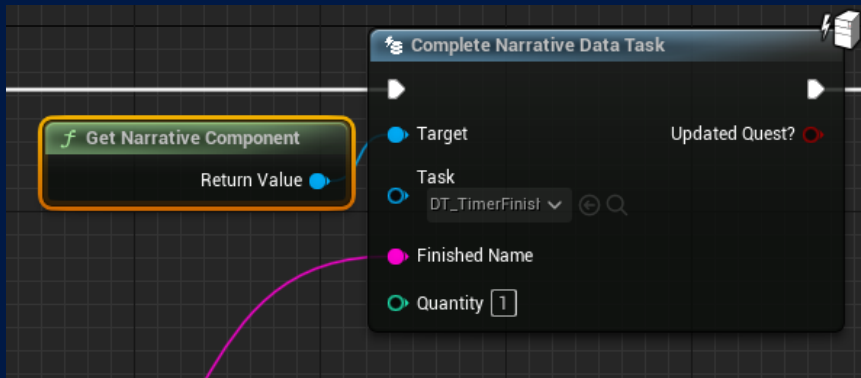 Complete Narrative Data Task
Get Narrative Component
Target
Updated Quest?
Return Value
Task
DT_TimerFinish
Finished Name
Quantity 1